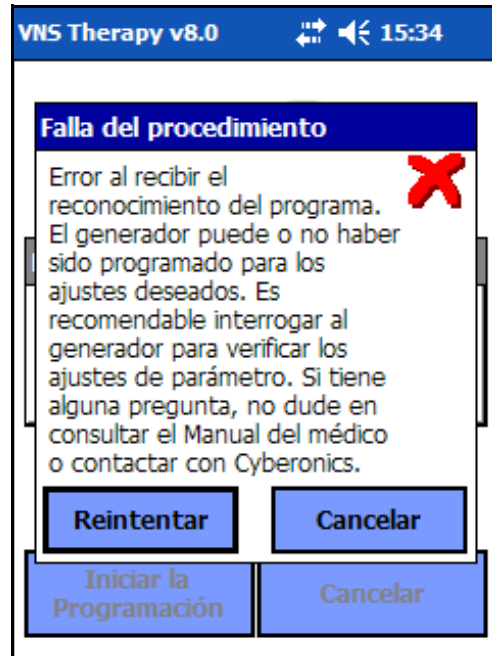 VNS Therapy v8.0 15:34
Falla del procedimiento
Error al recibir el
reconocimiento del programa.
El generador puede o no haber
sido programado para los
ajustes deseados. Es
recomendable interrogar al
generador para verificar los
ajustes de parámetro. Si tiene
alguna pregunta, no dude en
consultar el Manual del médico
o contactar con Cyberonics.
Reintentar Cancelar
Iniciar la
Programación Cancelar